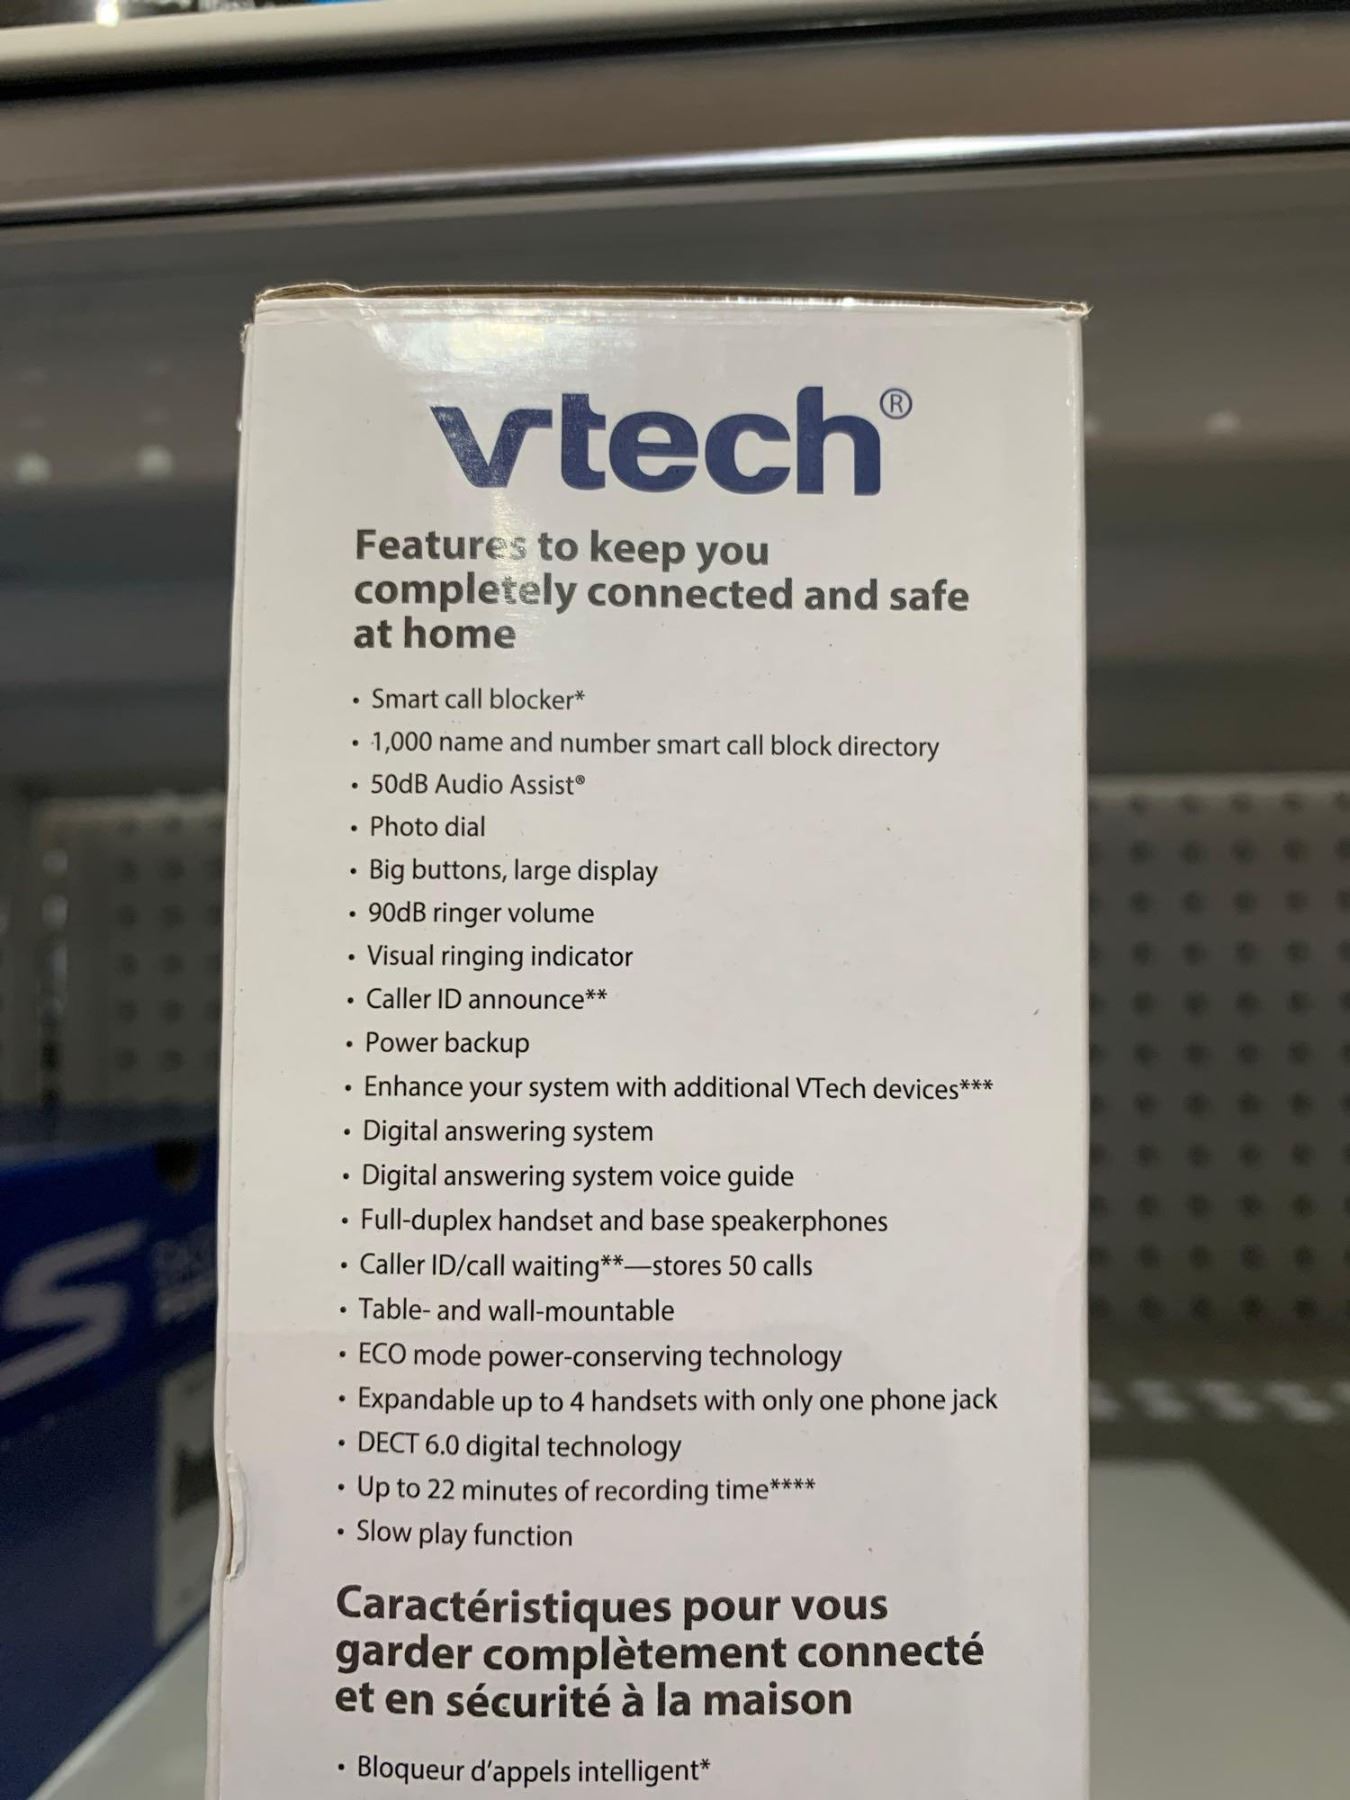 vtech®
Features to keep you
completely connected and safe
at home
• Smart call blocker*
• 1,000 name and number smart call block directory
• 50dB Audio Assist®
• Photo dial
• Big buttons, large display
• 90dB ringer volume
• Visual ringing indicator
• Caller ID announce**
• Power backup
• Enhance your system with additional VTech devices***
• Digital answering system
• Digital answering system voice guide
• Full-duplex handset and base speakerphones
• Caller ID/call waiting**—stores 50 calls
• Table- and wall-mountable
• ECO mode power-conserving technology
• Expandable up to 4 handsets with only one phone jack
• DECT 6.0 digital technology
• Up to 22 minutes of recording time****
• Slow play function
Caractéristiques pour vous
garder complètement connecté
et en sécurité à la maison
• Bloqueur d'appels intelligent*